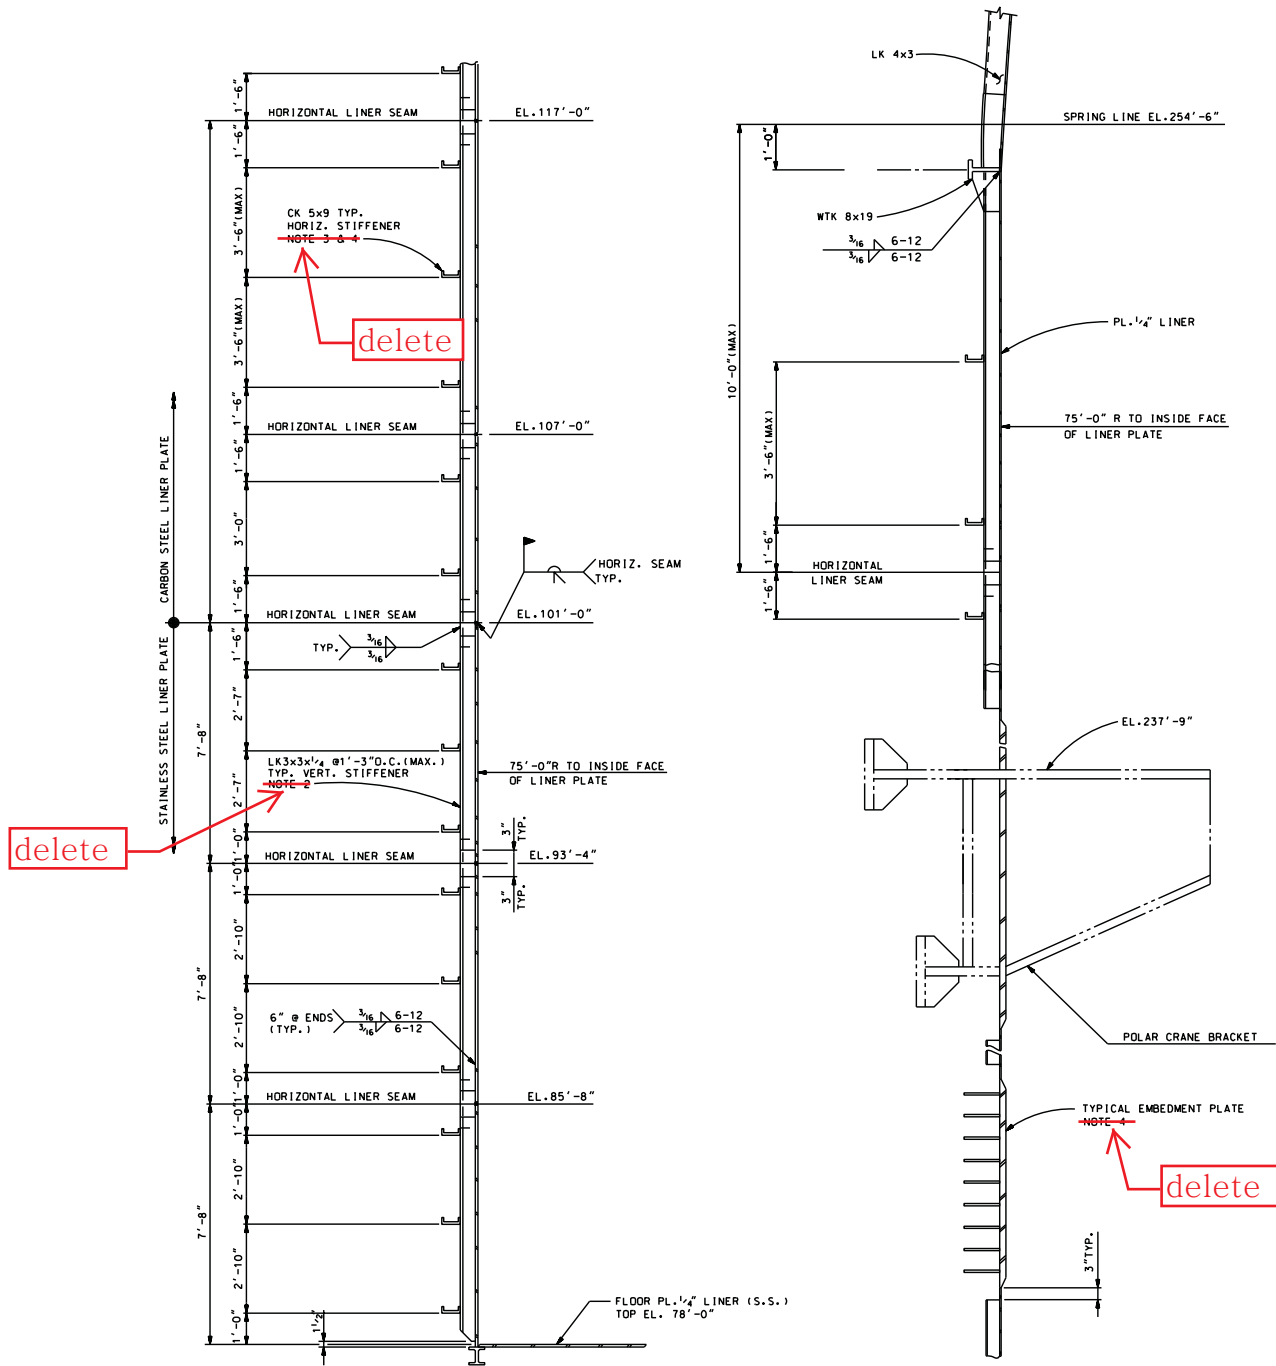 LK 4x3
1'-6"
HORIZONTAL LINER SEAM
EL.117'-0"
SPRING LINE EL.254'-6"
1'-6"
1'-0"
3'-6"(MAX)
CK 5x9 TYP.
HORIZ. STIFFENER
NOTE 3 & 4
WTK 8x19
3/16 6-12
3/16 6-12
delete
3'-6"(MAX)
PL.1/4" LINER
10'-0"(MAX)
1'-6"
HORIZONTAL LINER SEAM
EL.107'-0"
75'-0" R TO INSIDE FACE
OF LINER PLATE
3'-6"(MAX)
1'-6"
CARBON STEEL LINER PLATE
3'-0"
HORIZ. SEAM
TYP.
1'-6"
HORIZONTAL
LINER SEAM
1'-6"
1'-6"
HORIZONTAL LINER SEAM
EL.101'-0"
1'-6"
TYP.
3/16
3/16
STAINLESS STEEL LINER PLATE
2'-7"
7'-8"
EL.237'-9"
LK3x3x1/4 @1'-3"O.C.(MAX.)
TYP. VERT. STIFFENER
NOTE 2
75'-0"R TO INSIDE FACE
OF LINER PLATE
2'-7"
delete
1'-0"
3"
TYP.
HORIZONTAL LINER SEAM
EL.93'-4"
1'-0"
3"
TYP.
2'-10"
7'-8"
6" @ ENDS
(TYP.)
3/16 6-12
3/16 6-12
2'-10"
POLAR CRANE BRACKET
1'-0"
HORIZONTAL LINER SEAM
EL.85'-8"
1'-0"
TYPICAL EMBEDMENT PLATE
NOTE 4
delete
2'-10"
7'-8"
2'-10"
3"TYP.
1'-0"
1 1/2"
FLOOR PL.1/4" LINER (S.S.)
TOP EL. 78'-0"